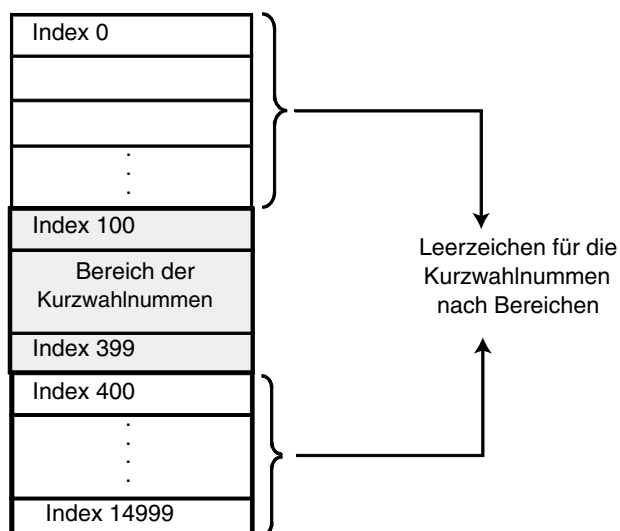 Index 0
.
.
.
Index 100
Bereich der
Kurzwahlnummen
Index 399
Index 400
.
.
.
.
Index 14999
Leerzeichen für die
Kurzwahlnummen
nach Bereichen